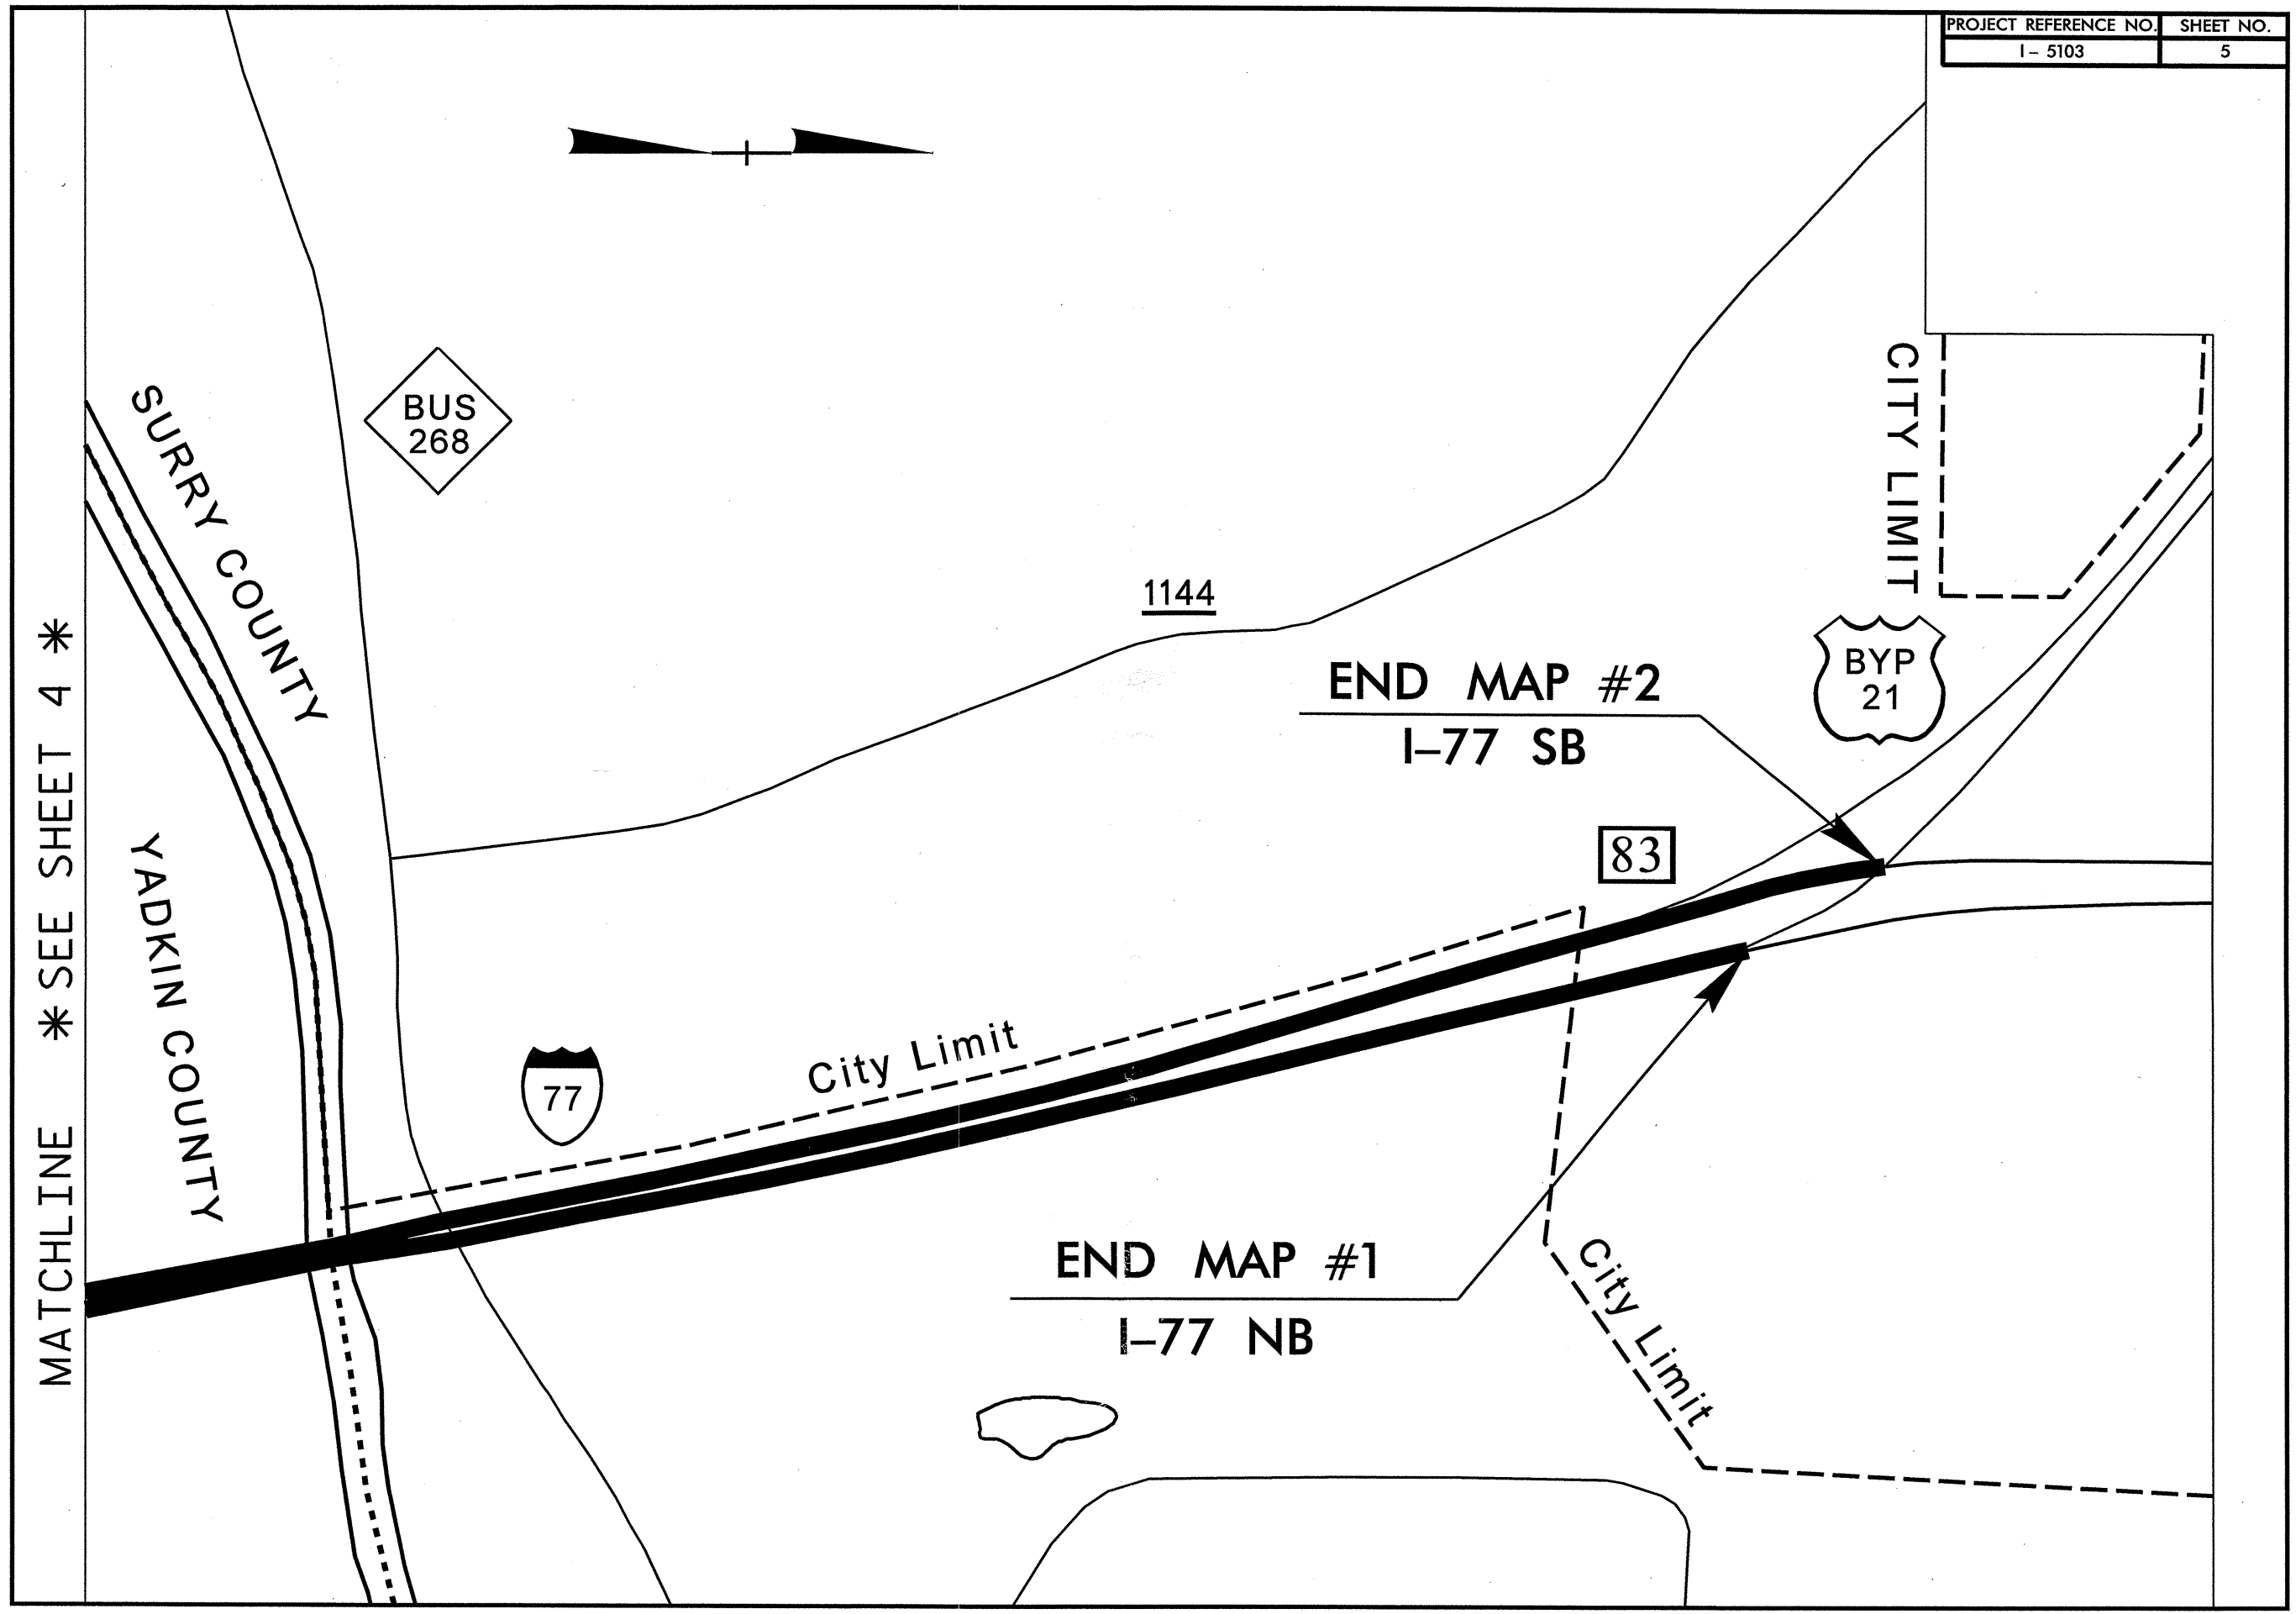 PROJECT REFERENCE NO. SHEET NO.
I-5103 5
BUS
268
SURRY COUNTY
CITY LIMIT
1144
BYP
21
END MAP #2
I-77 SB
83
MATCHLINE *SEE SHEET 4 *
YADKIN COUNTY
City Limit
77
END MAP #1
I-77 NB
City Limit